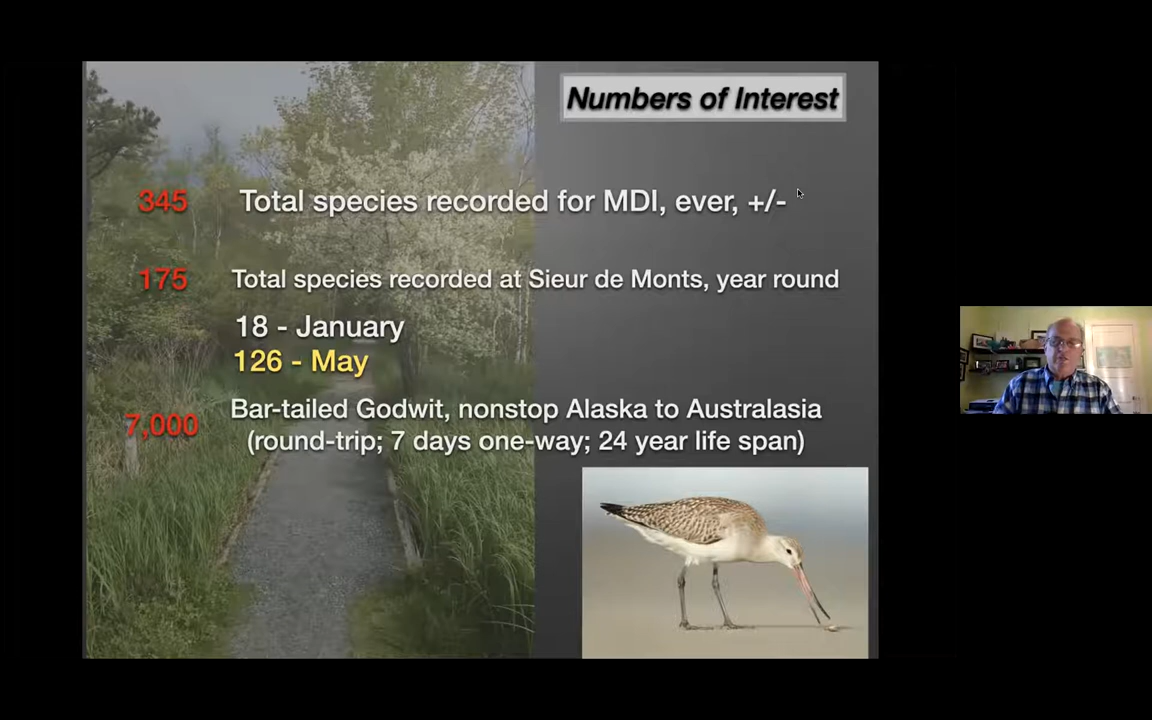 Numbers of Interest
345 Total species recorded for MDI, ever, +/-
175 Total species recorded at Sieur de Monts, year round
18 - January
126 - May
7,000 Bar-tailed Godwit, nonstop Alaska to Australasia
(round-trip; 7 days one-way; 24 year life span)